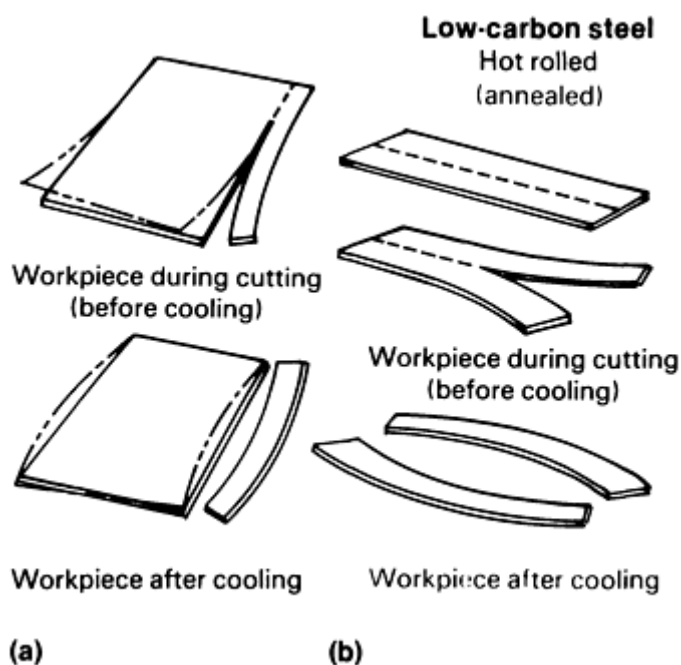 Low-carbon steel
Hot rolled
(annealed)
Workpiece during cutting
(before cooling)
Workpiece during cutting
(before cooling)
Workpiece after cooling
Workpiece after cooling
(a)
(b)